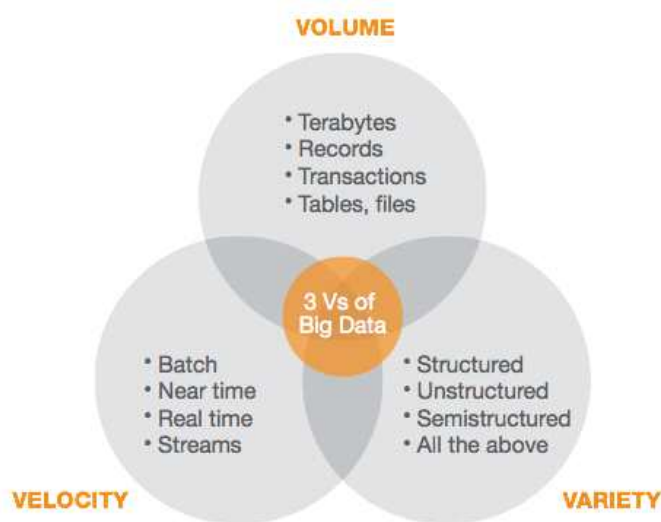 VOLUME
• Terabytes
• Records
• Transactions
• Tables, files
3 Vs of
Big Data
• Batch
• Near time
• Real time
• Streams
• Structured
• Unstructured
• Semistructured
• All the above
VELOCITY
VARIETY